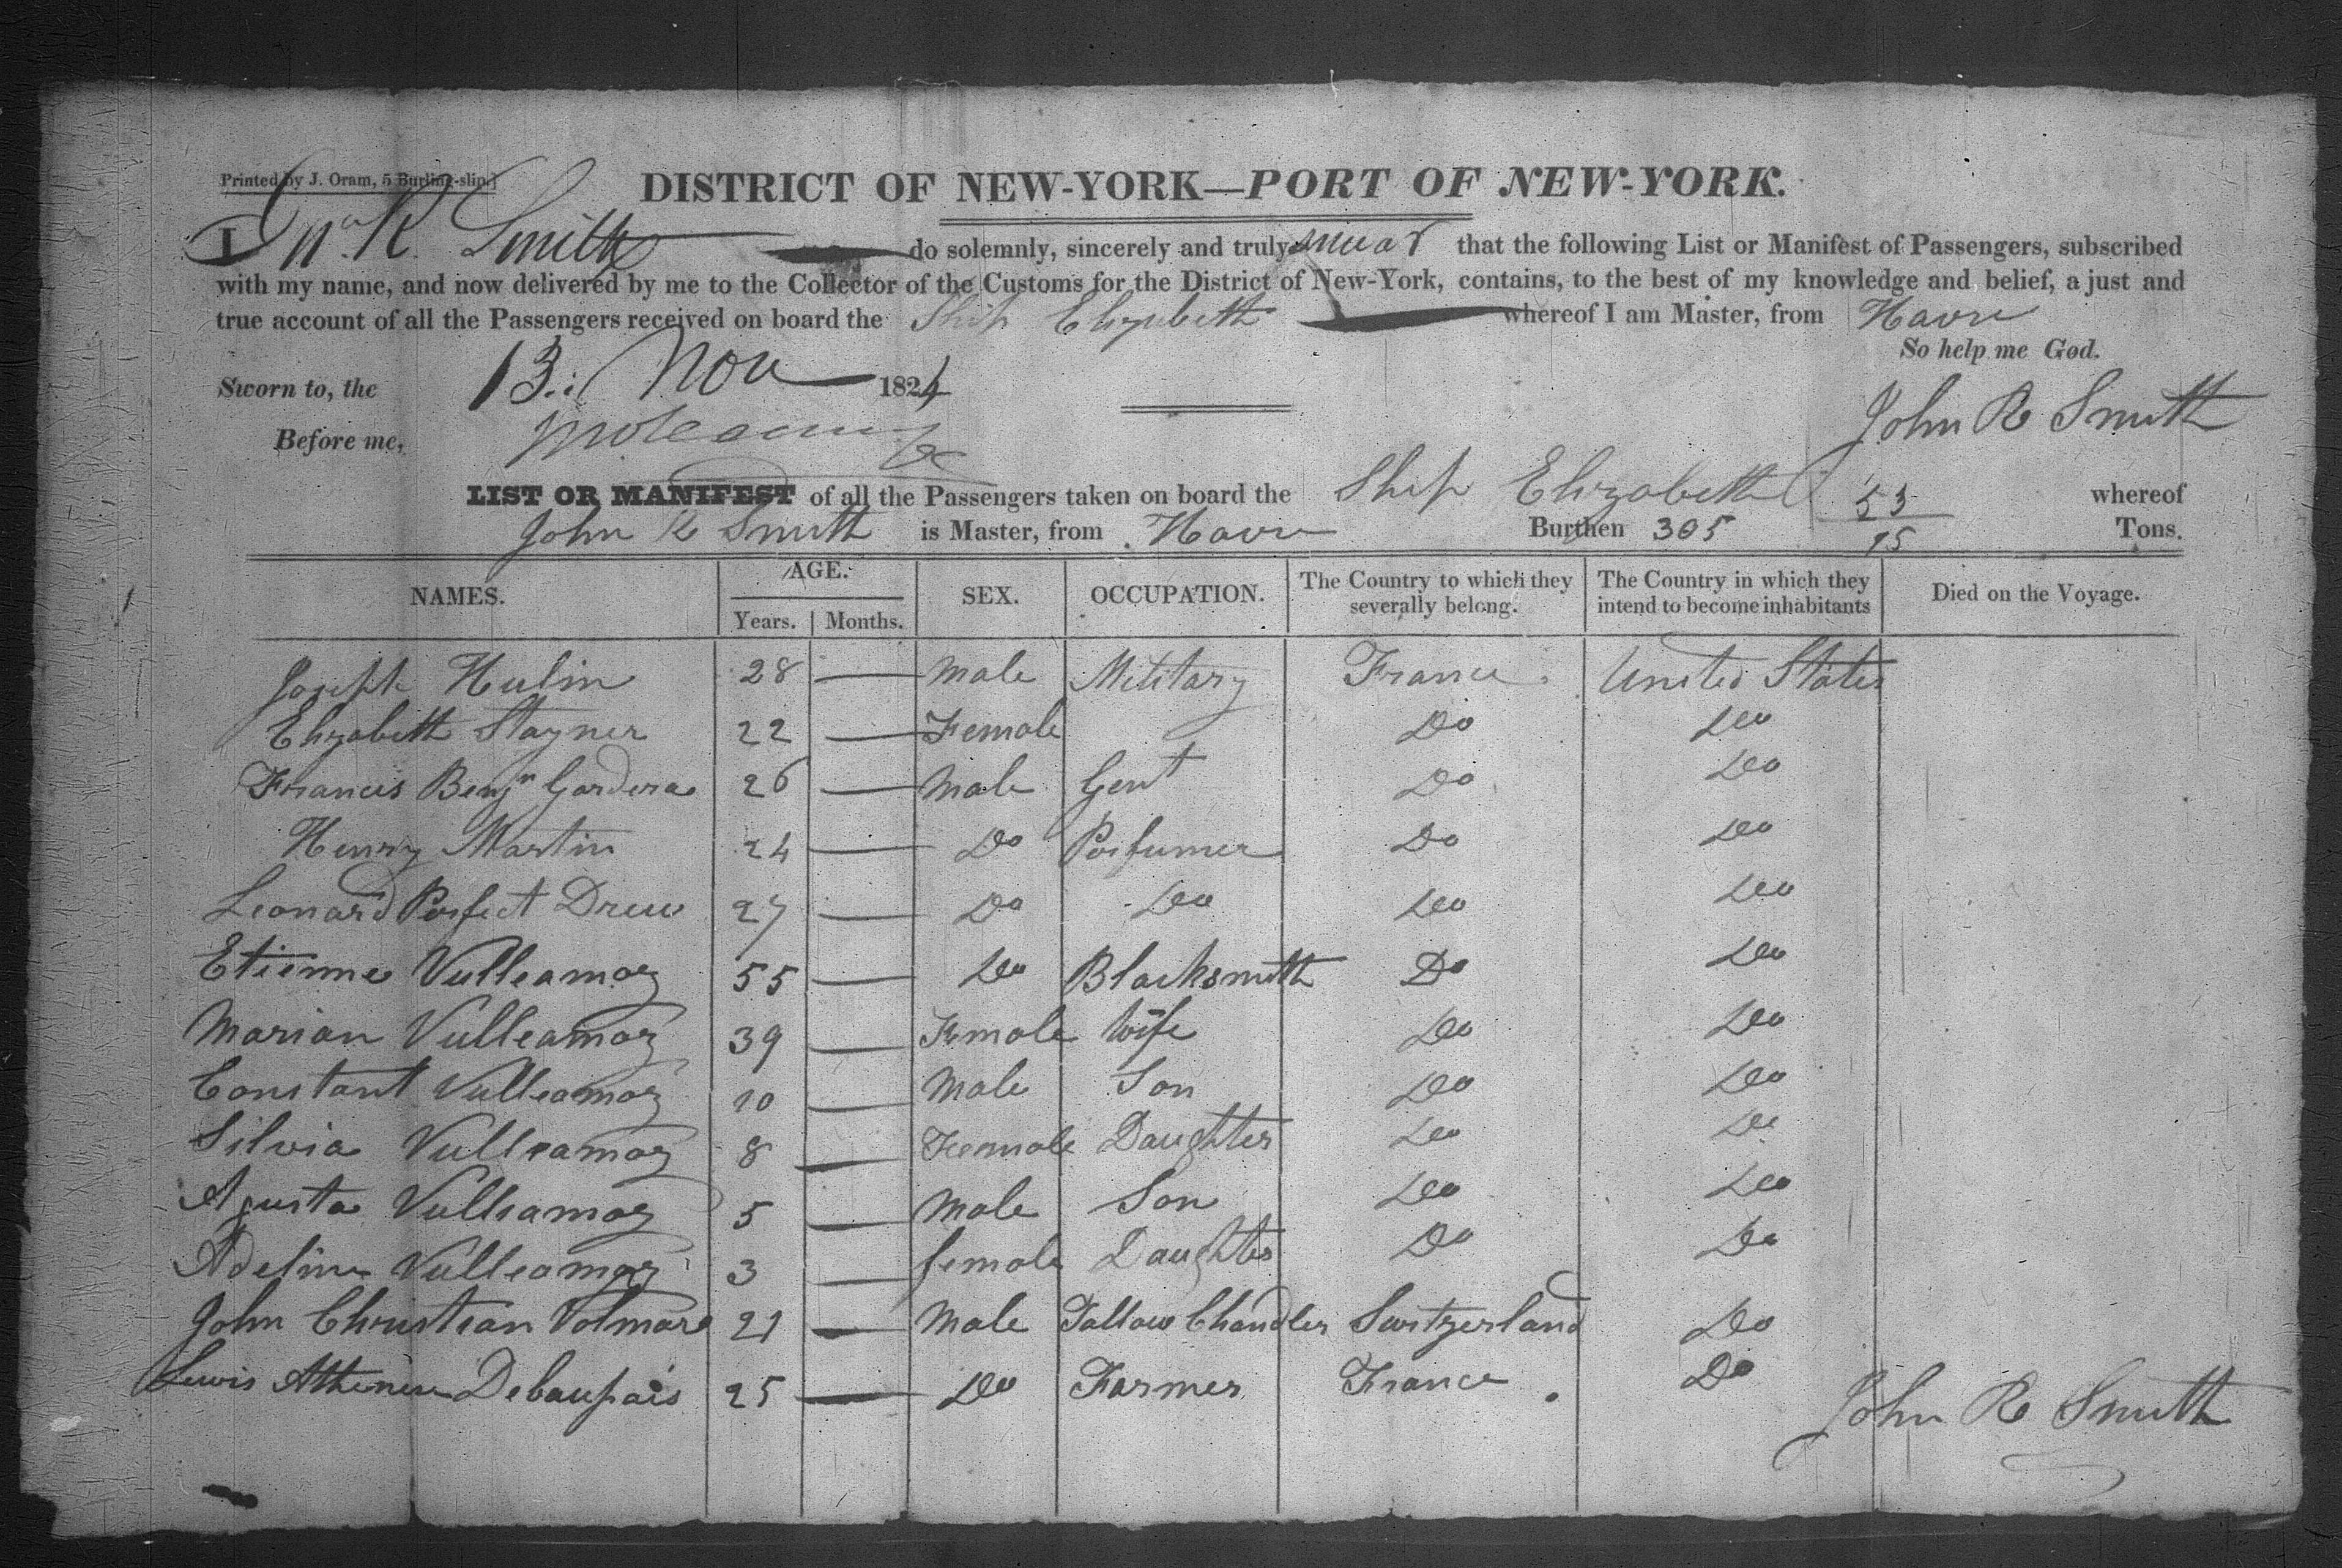 Printed by J. Oram, 5 Burling-slip.]
DISTRICT OF NEW-YORK—PORT OF NEW-YORK.
I Jno. R. Smith do solemnly, sincerely and truly swear that the following List or Manifest of Passengers, subscribed
with my name, and now delivered by me to the Collector of the Customs for the District of New-York, contains, to the best of my knowledge and belief, a just and
true account of all the Passengers received on board the Ship Elizabeth whereof I am Master, from Havre
So help me God.
Sworn to, the 13 Nov 1824
John R Smith
Before me,
LIST OR MANIFEST of all the Passengers taken on board the Ship Elizabeth whereof
John R Smith is Master, from Havre Burthen 305 53/95 Tons.
NAMES. AGE. Years. Months. SEX. OCCUPATION. The Country to which they severally belong. The Country in which they intend to become inhabitants Died on the Voyage.
Joseph Hulin 28 — Male Military France United States
Elizabeth Stayner 22 — Female Do Do
Francis Benjn Gardera 26 — Male Gent Do Do
Henry Martin 24 — Do Perfumer Do Do
Leonard Perfect Drew 27 — Do Do Do Do
Etienne Vulleamoz 55 — Do Blacksmith Do Do
Marian Vulleamoz 39 — Female Wife Do Do
Constant Vulleamoz 10 — Male Son Do Do
Silvia Vulleamoz 8 — Female Daughter Do Do
Agusta Vulleamoz 5 — Male Son Do Do
Adeline Vulleamoz 3 — female Daughter Do Do
John Christian Volmare 21 — Male Tallow Chandler Switzerland Do
Lewis Debaupais 25 — Do Farmer France Do
John R Smith